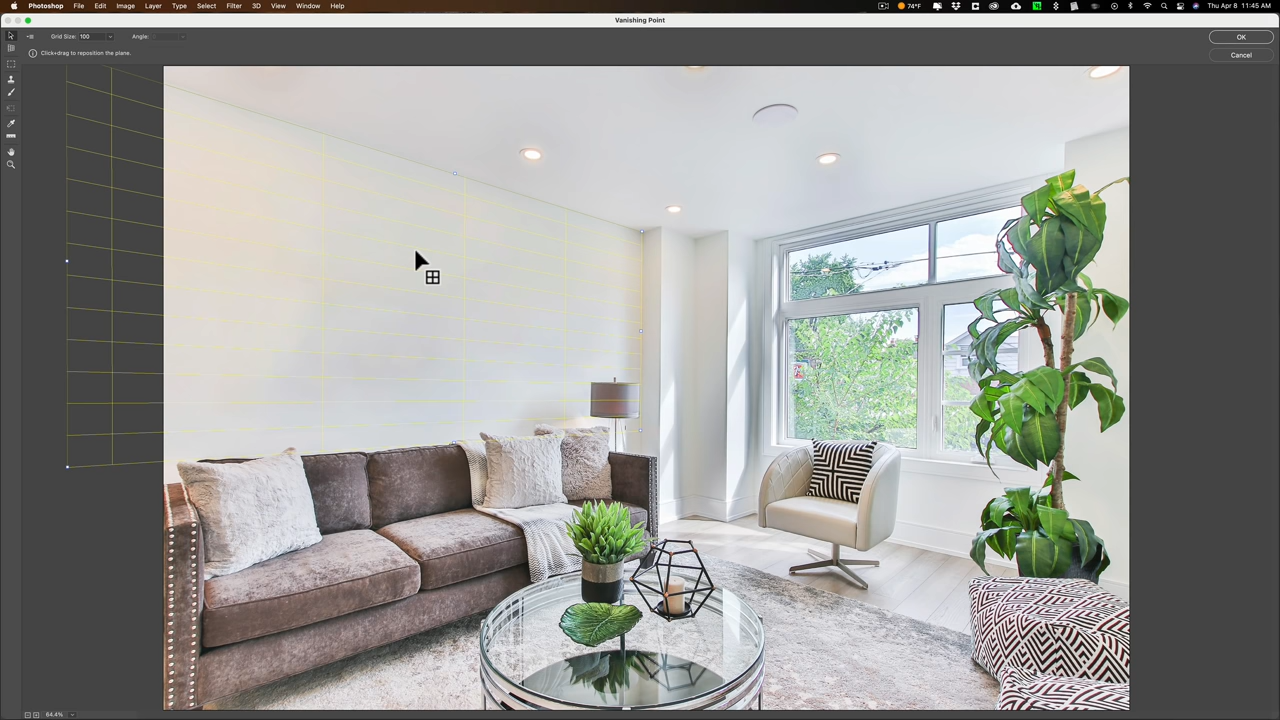 Photoshop File Edit Image Layer Type Select Filter 3D View Window Help
74°F
Thu Apr 8 11:45 AM
Vanishing Point
Grid Size: 100
Angle:
OK
Click+drag to reposition the plane.
Cancel
64.4%